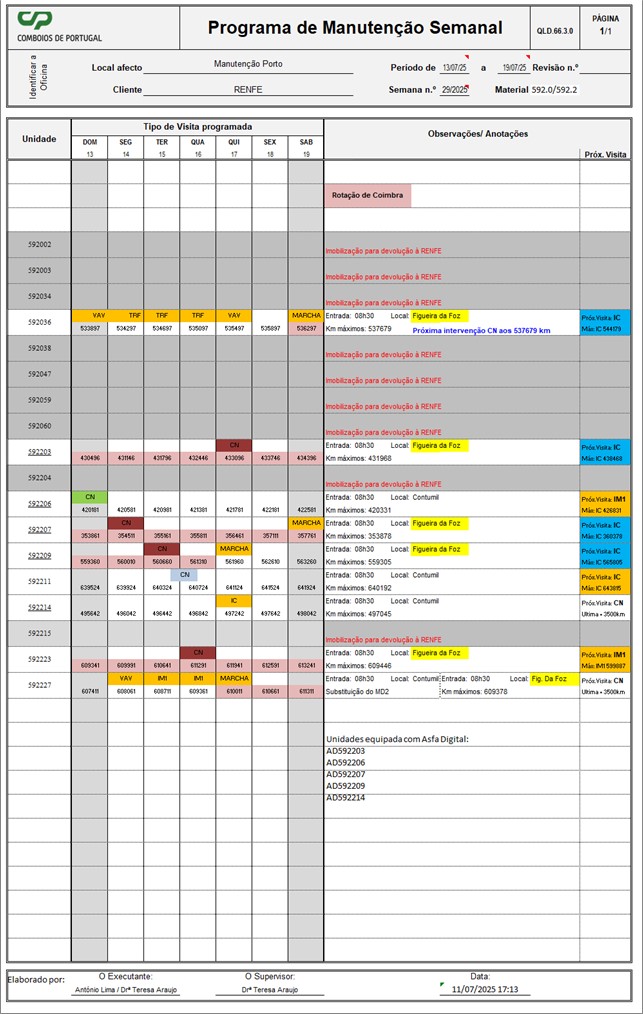 CP
COMBOIOS DE PORTUGAL
Programa de Manutenção Semanal
QLD.66.3.0
PÁGINA
1/1
Identificar a Oficina
Local afecto Manutenção Porto
Periodo de 13/07/25 a 19/07/25 Revisão n.º
Cliente RENFE
Semana n.º 29/2025 Material 592.0/592.2
Unidade Tipo de Visita programada Observações/ Anotações
DOM SEG TER QUA QUI SEX SAB
13 14 15 16 17 18 19 Próx. Visita
Rotação de Coimbra
592002 Imobilização para devolução à RENFE
592003 Imobilização para devolução à RENFE
592034 Imobilização para devolução à RENFE
592036 VAV TRF TRF TRF VAV MARCHA Entrada: 08h30 Local: Figueira da Foz Próx.Visita: IC
533897 534297 534697 535097 535497 535897 536297 Km máximos: 537679 Próxima intervenção CN aos 537679 km Máx: IC 544179
592038 Imobilização para devolução à RENFE
592047 Imobilização para devolução à RENFE
592059 Imobilização para devolução à RENFE
592060 Imobilização para devolução à RENFE
592203 CN Entrada: 08h30 Local: Figueira da Foz Próx.Visita: IC
430496 431146 431796 432446 433096 433746 434396 Km máximos: 431968 Máx: IC 438468
592204 Imobilização para devolução à RENFE
592206 CN Entrada: 08h30 Local: Contumil Próx.Visita: IM1
420181 420581 420981 421381 421781 422181 422581 Km máximos: 420331 Máx: IC 426831
592207 CN MARCHA Entrada: 08h30 Local: Figueira da Foz Próx.Visita: IC
353861 354511 355161 355811 356461 357111 357761 Km máximos: 353878 Máx: IC 360378
592209 CN MARCHA Entrada: 08h30 Local: Figueira da Foz Próx.Visita: IC
559360 560010 560660 561310 561960 562610 563260 Km máximos: 559305 Máx: IC 565805
592211 CN Entrada: 08h30 Local: Contumil Próx.Visita: IC
639524 639924 640324 640724 641124 641524 641924 Km máximos: 640192 Máx: IC 643815
592214 IC Entrada: 08h30 Local: Contumil Próx.Visita: CN
495642 496042 496442 496842 497242 497642 498042 Km máximos: 497045 Ultima + 3500km
592215 Imobilização para devolução à RENFE
592223 CN Entrada: 08h30 Local: Figueira da Foz Próx.Visita: IM1
609341 609991 610641 611291 611941 612591 613241 Km máximos: 609446 Máx: IM1 599887
592227 VAV IM1 IM1 MARCHA Entrada: 08h30 Local: Contumil Entrada: 08h30 Local: Fig. Da Foz Próx.Visita: CN
607411 608061 608711 609361 610011 610661 611311 Substituição do MD2 Km máximos: 609378 Ultima + 3500km
Unidades equipada com Asfa Digital:
AD592203
AD592206
AD592207
AD592209
AD592214
Elaborado por: O Executante: O Supervisor: Data:
António Lima / Drª Teresa Araujo Drª Teresa Araujo 11/07/2025 17:13